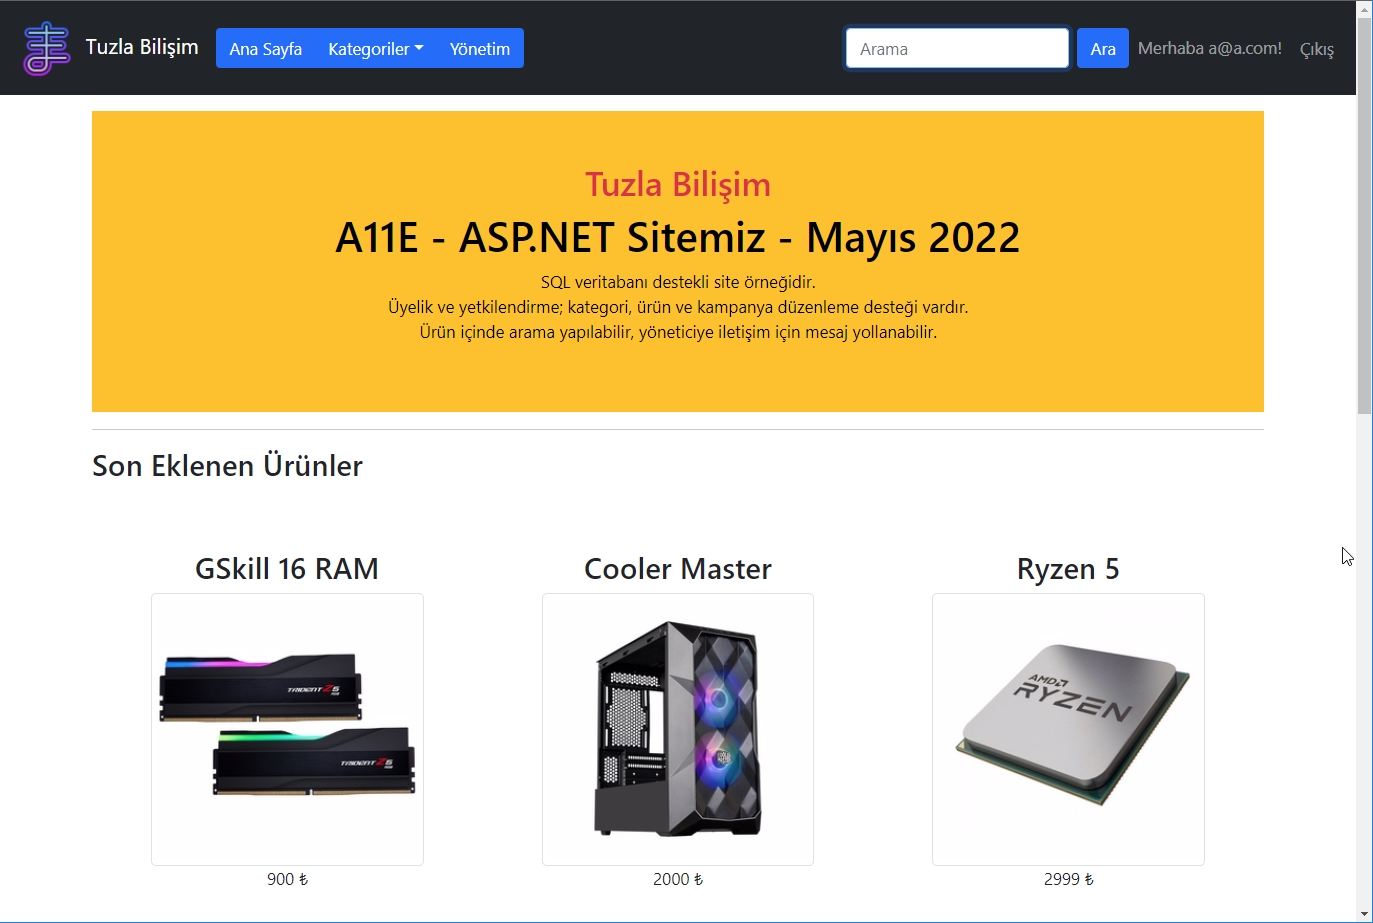 Tuzla Bilişim
Ana Sayfa
Kategoriler
Yönetim
Arama
Ara
Merhaba a@a.com!
Çıkış
Tuzla Bilişim
A11E - ASP.NET Sitemiz - Mayıs 2022
SQL veritabanı destekli site örneğidir.
Üyelik ve yetkilendirme; kategori, ürün ve kampanya düzenleme desteği vardır.
Ürün içinde arama yapılabilir, yöneticiye iletişim için mesaj yollanabilir.
Son Eklenen Ürünler
GSkill 16 RAM
TRIDENT Z5
TRIDENT Z5
900 ₺
Cooler Master
2000 ₺
Ryzen 5
AMD
RYZEN
2999 ₺